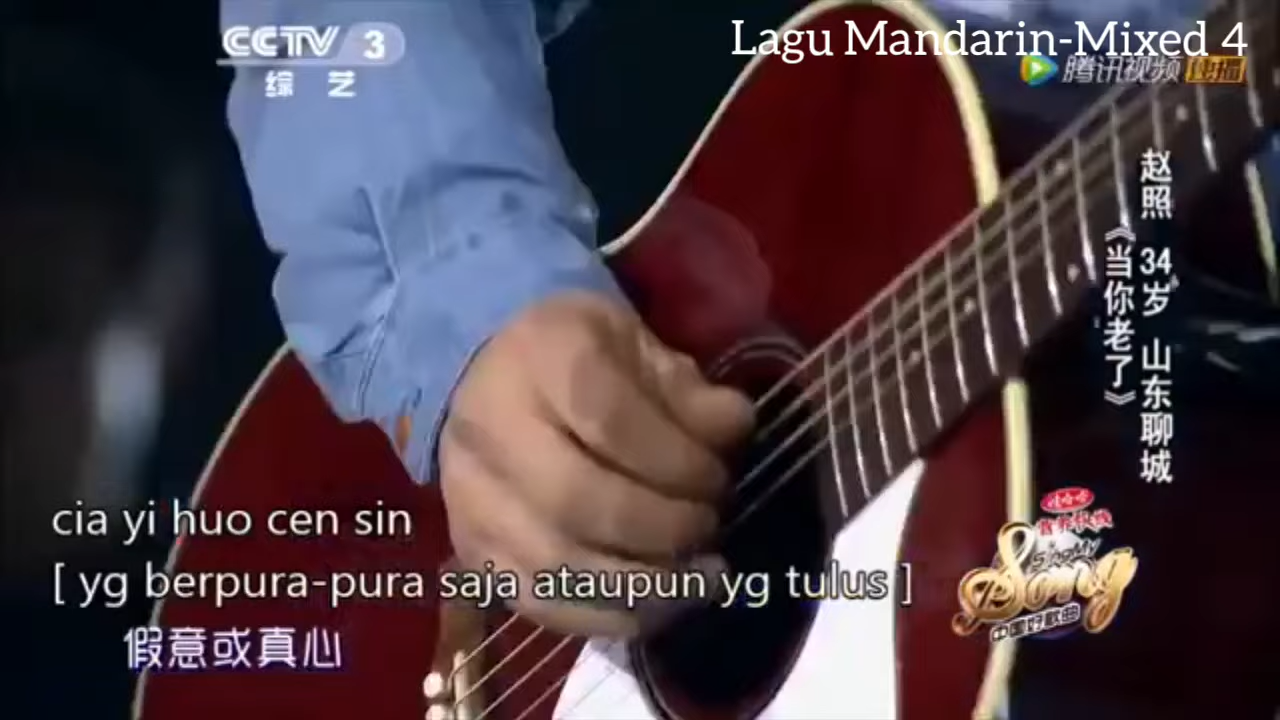 CCTV 3
综艺
Lagu Mandarin-Mixed 4
腾讯视频
赵照 34岁 山东聊城
《当你老了》
cia yi huo cen sin
[ yg berpura-pura saja ataupun yg tulus ]
假意或真心
Song
中国好歌曲